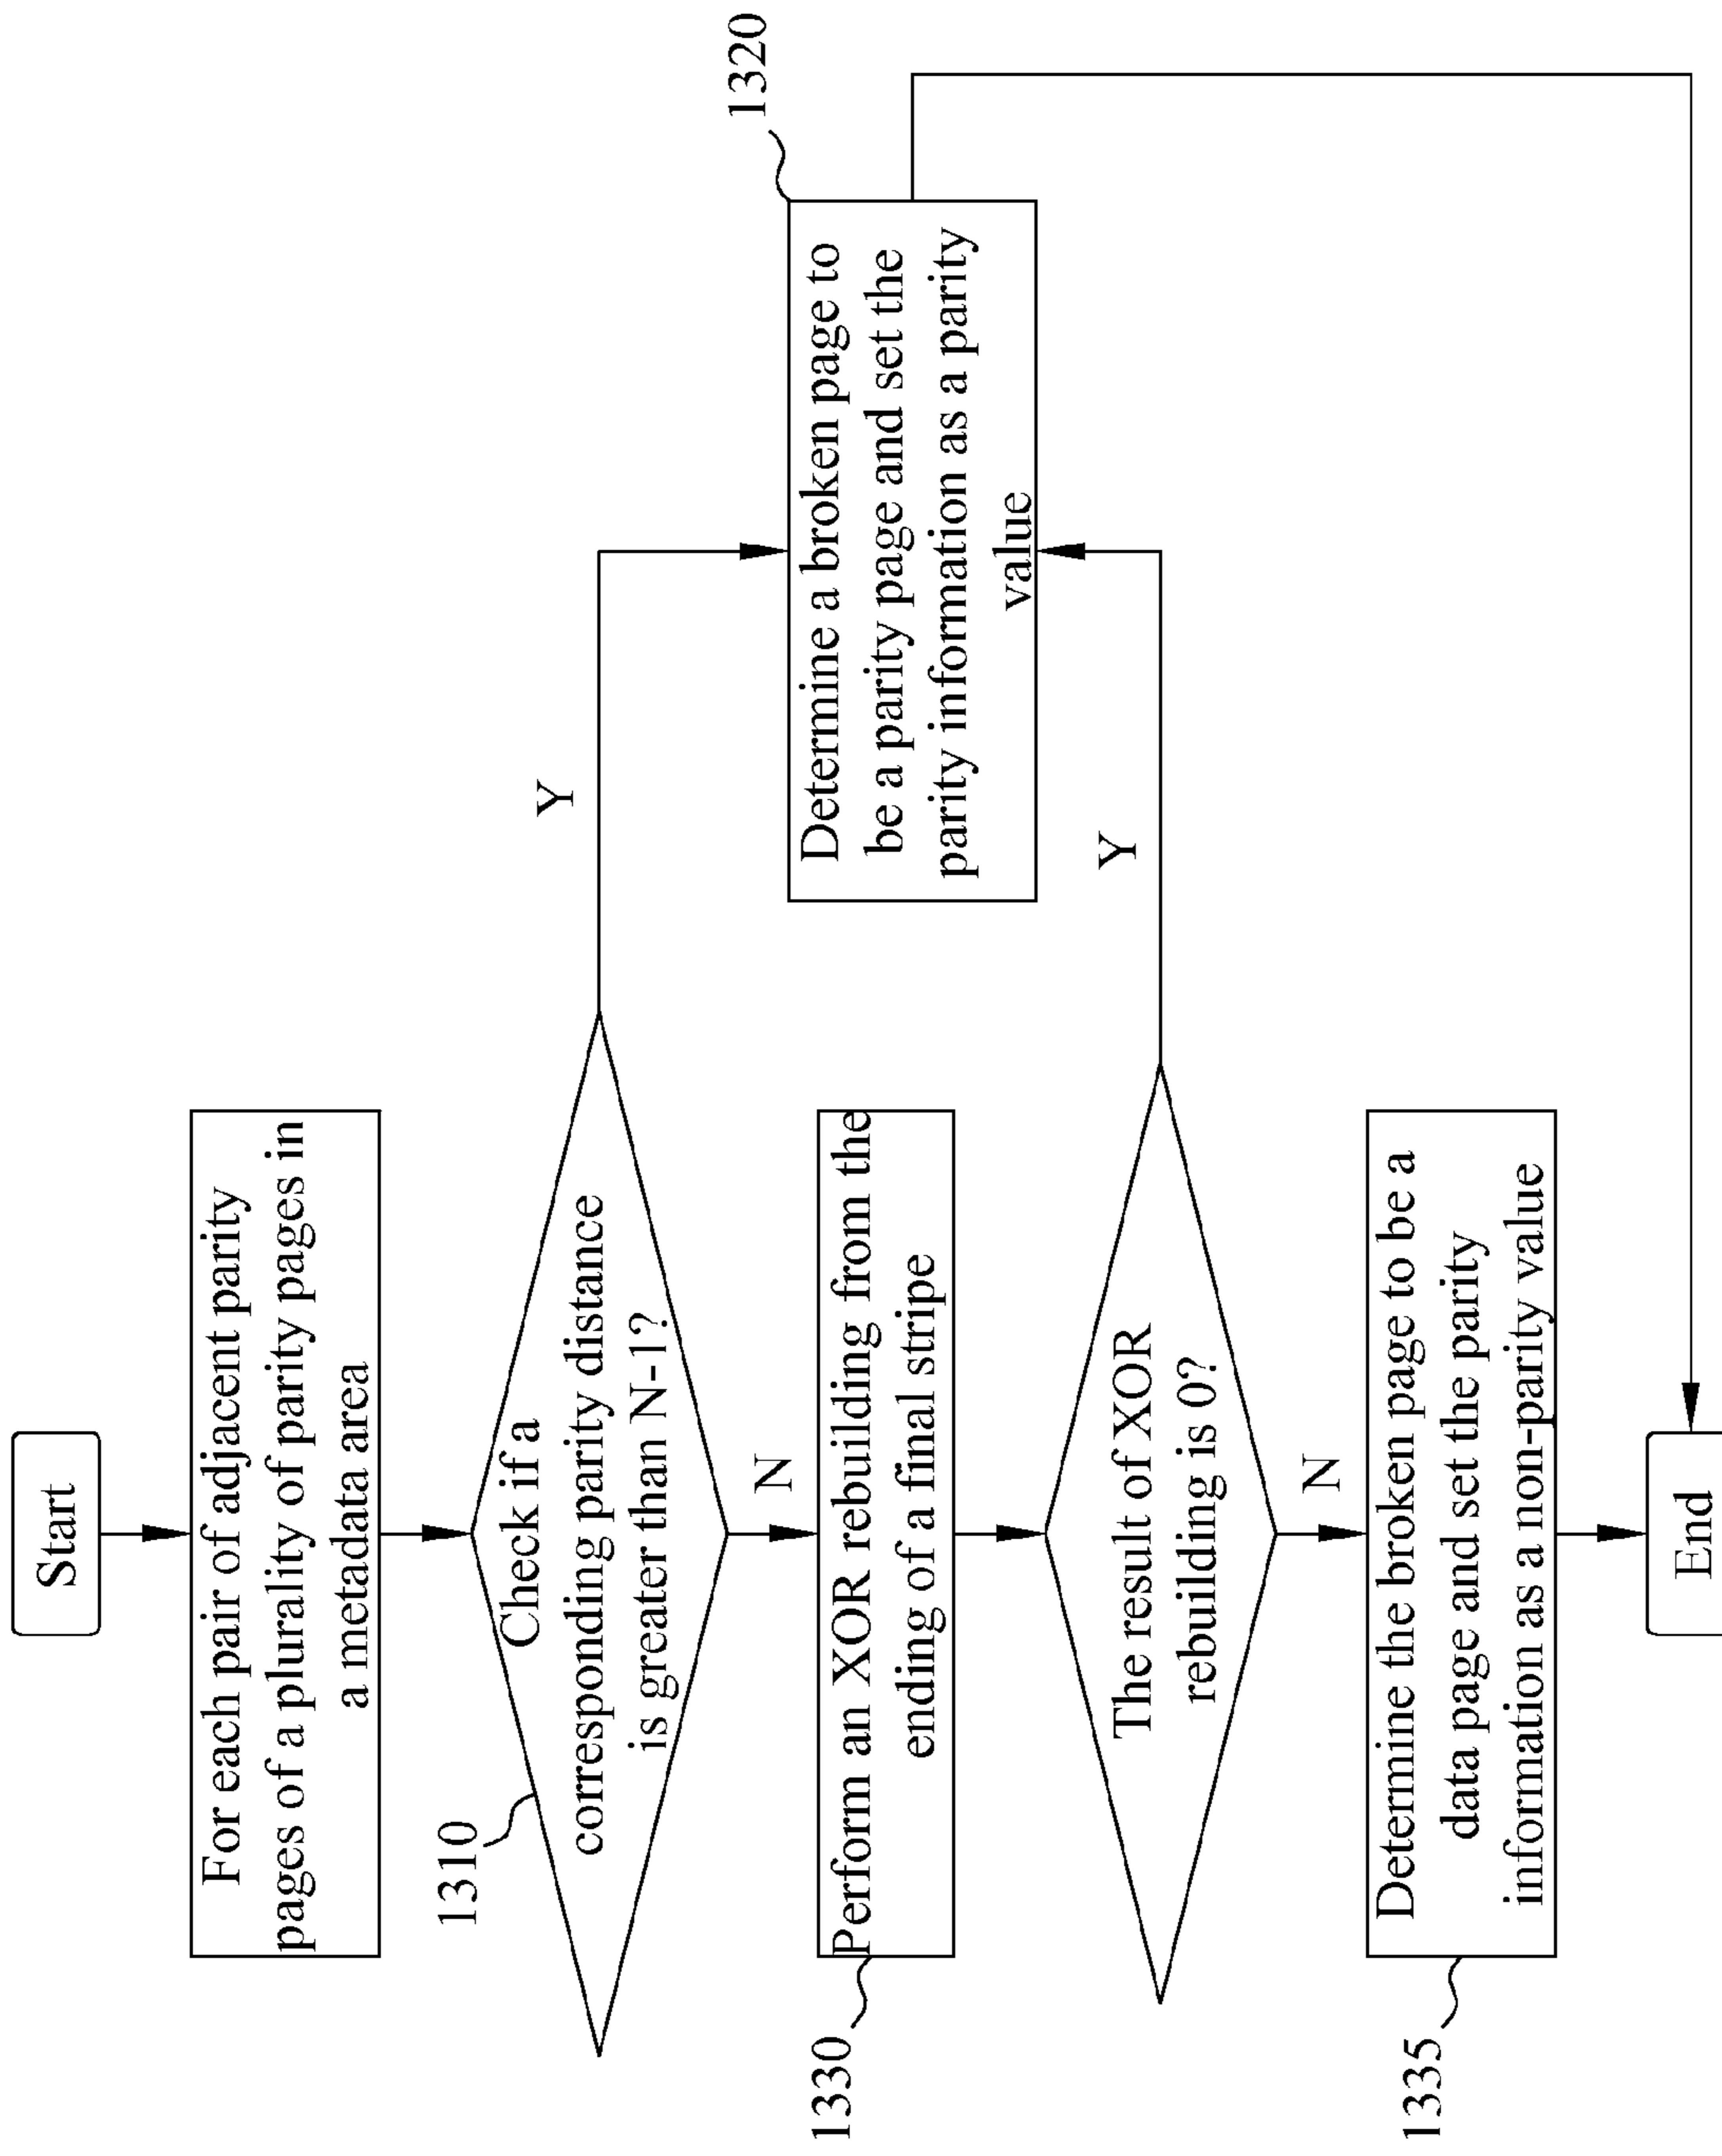 Start
For each pair of adjacent parity
pages of a plurality of parity pages in
a metadata area
1310
Check if a
corresponding parity distance
is greater than N-1?
Y
N
1320
Determine a broken page to
be a parity page and set the
parity information as a parity
value
1330
Perform an XOR rebuilding from the
ending of a final stripe
The result of XOR
rebuilding is 0?
Y
N
1335
Determine the broken page to be a
data page and set the parity
information as a non-parity value
End